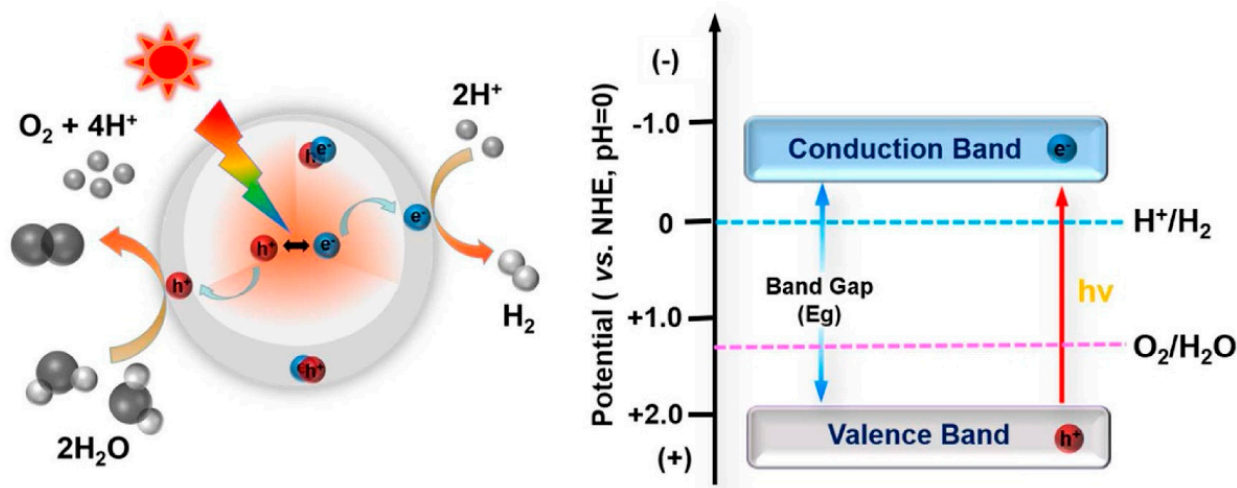 O₂ + 4H⁺
2H⁺
h⁺ e⁻
e⁻
h⁺ e⁻
h⁺
H₂
e⁻ h⁺
2H₂O
Potential ( vs. NHE, pH=0)
(-)
-1.0
0
+1.0
+2.0
(+)
Conduction Band e⁻
H⁺/H₂
Band Gap
(Eg)
hv
O₂/H₂O
Valence Band h⁺